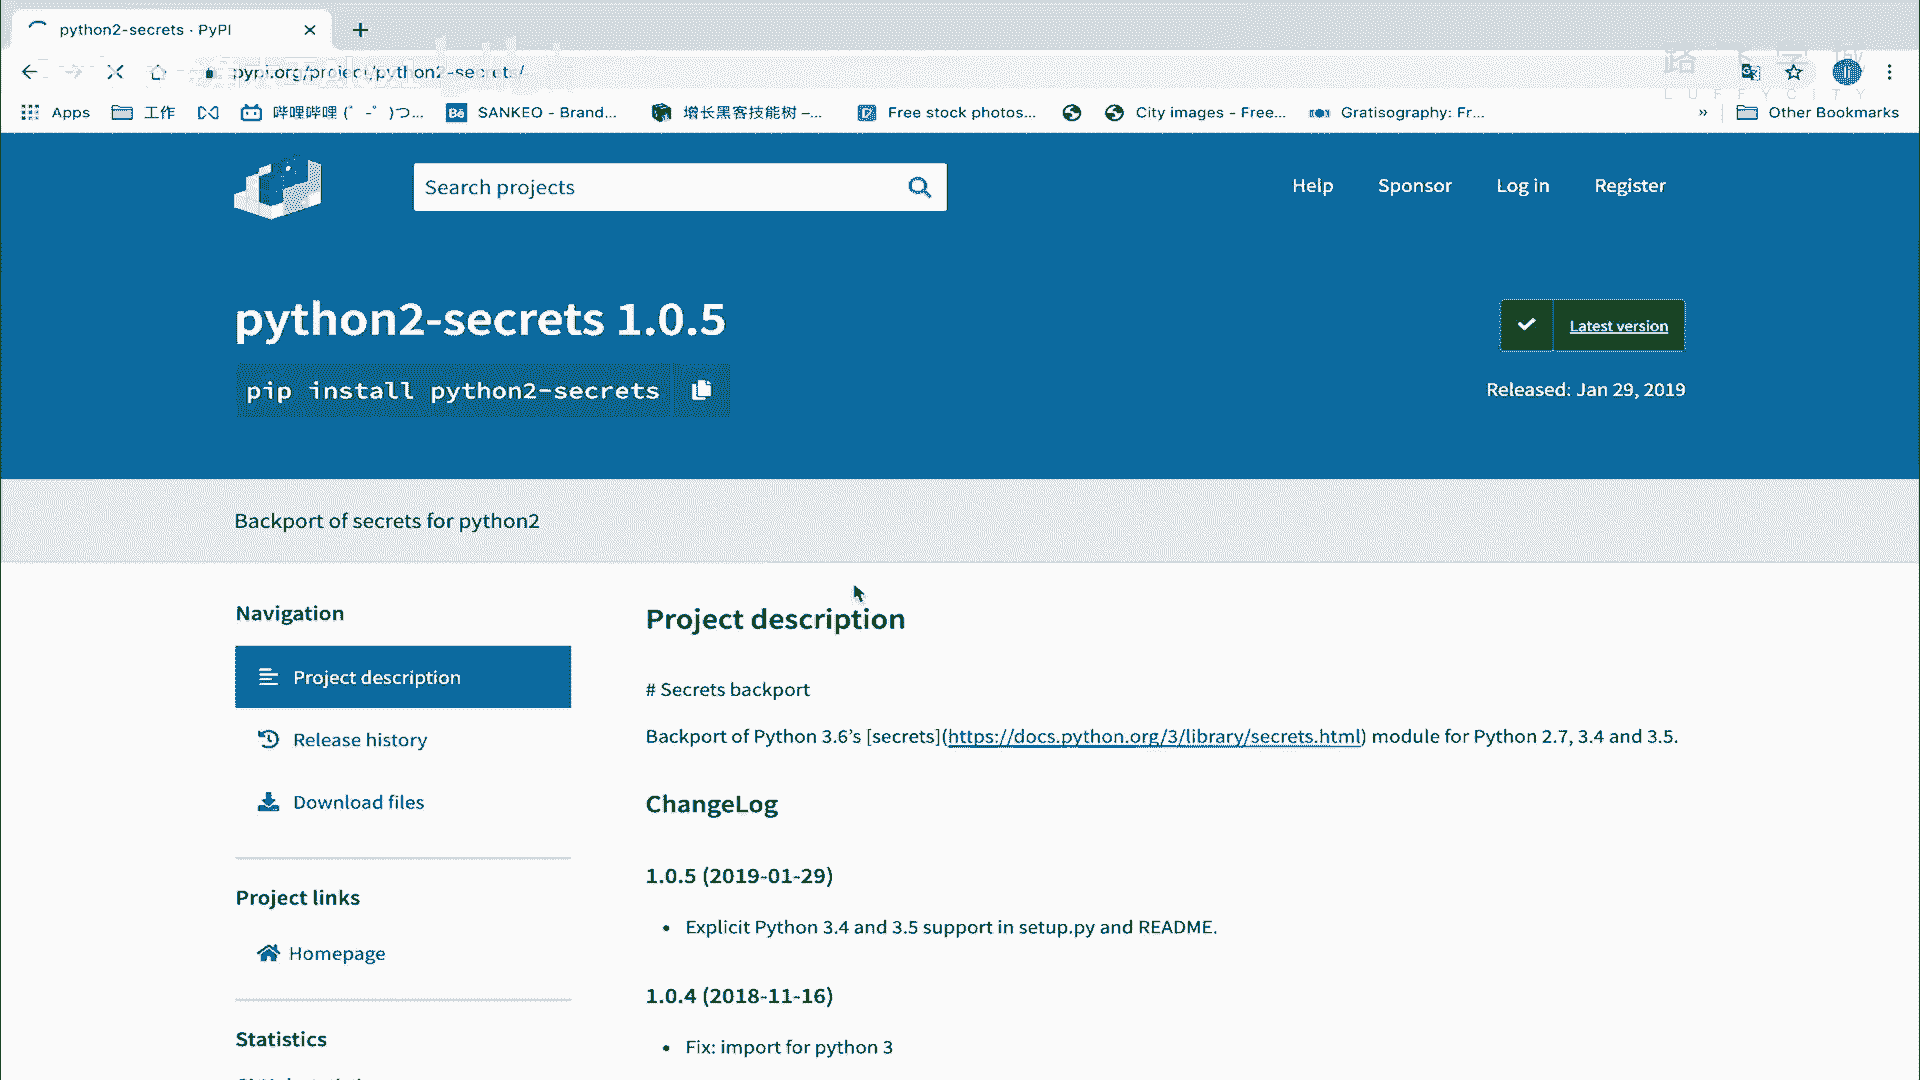 python2-secrets · PyPI
pypi.org/project/python2-secrets/
Apps
工作
哔哩哔哩 (゜-゜)つ...
SANKEO - Brand...
增长黑客技能树 –...
Free stock photos...
City images - Free...
Gratisography: Fr...
»
Other Bookmarks
LUFFYCITY
Search projects
Help
Sponsor
Log in
Register
python2-secrets 1.0.5
Latest version
pip install python2-secrets
Released: Jan 29, 2019
Backport of secrets for python2
Navigation
Project description
Release history
Download files
Project links
Homepage
Statistics
Project description
# Secrets backport
Backport of Python 3.6’s [secrets](https://docs.python.org/3/library/secrets.html) module for Python 2.7, 3.4 and 3.5.
ChangeLog
1.0.5 (2019-01-29)
• Explicit Python 3.4 and 3.5 support in setup.py and README.
1.0.4 (2018-11-16)
• Fix: import for python 3